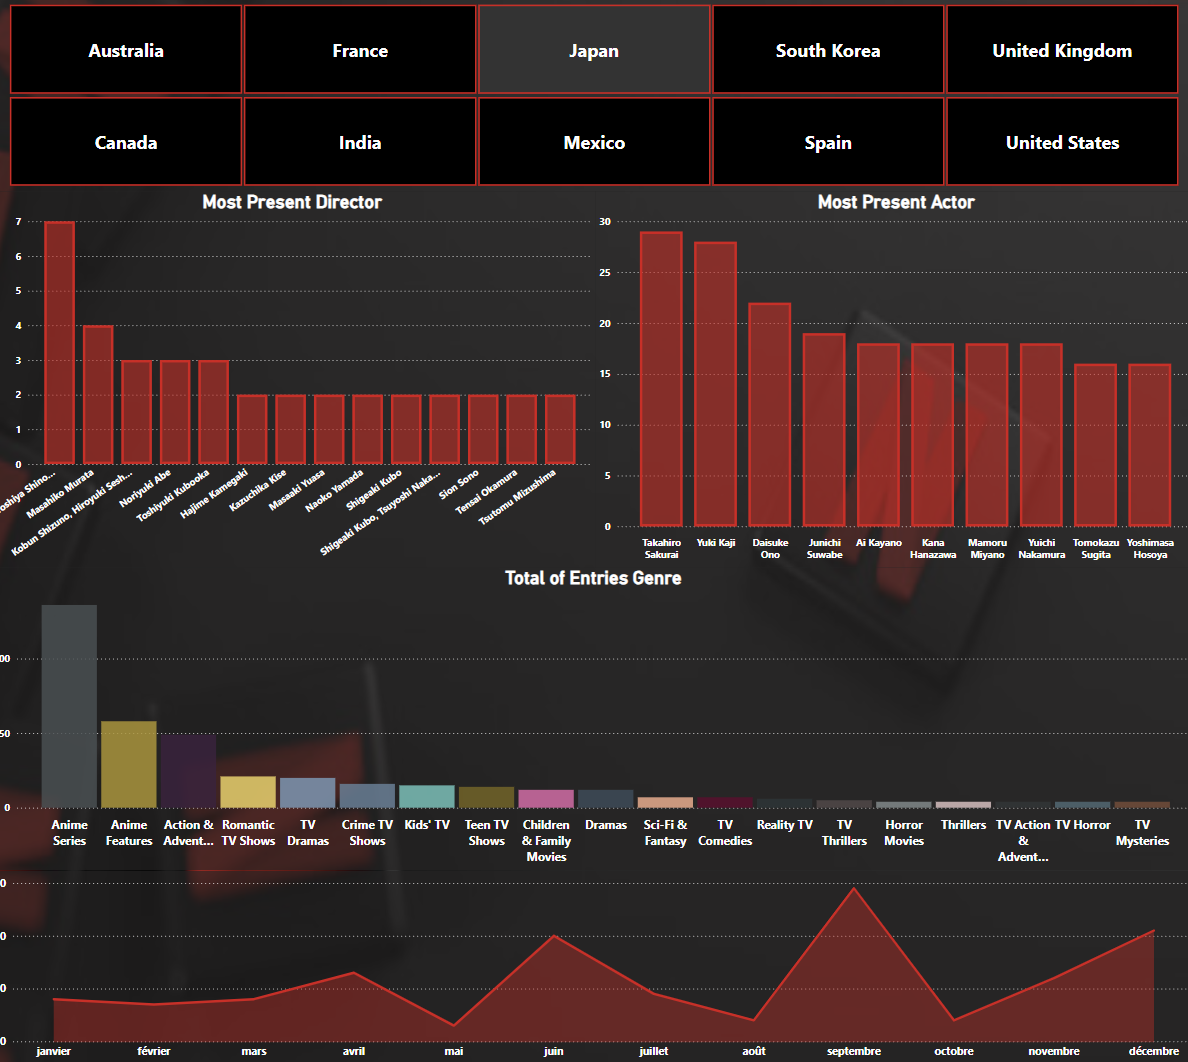 Australia
France
Japan
South Korea
United Kingdom
Canada
India
Mexico
Spain
United States
Most Present Director
7
6
5
4
3
2
1
0
oshiya Shino...
Masahiko Murata
Kobun Shizuno, Hiroyuki Sesh...
Noriyuki Abe
Toshiyuki Kubooka
Hajime Kamegaki
Kazuchika Kise
Masaaki Yuasa
Naoko Yamada
Shigeaki Kubo
Shigeaki Kubo, Tsuyoshi Naka...
Sion Sono
Tensai Okamura
Tsutomu Mizushima
Most Present Actor
30
25
20
15
10
5
0
Takahiro
Sakurai
Yuki Kaji
Daisuke
Ono
Junichi
Suwabe
Ai Kayano
Kana
Hanazawa
Mamoru
Miyano
Yuichi
Nakamura
Tomokazu
Sugita
Yoshimasa
Hosoya
Total of Entries Genre
00
50
0
Anime
Series
Anime
Features
Action &
Advent...
Romantic
TV Shows
TV
Dramas
Crime TV
Shows
Kids' TV
Teen TV
Shows
Children
& Family
Movies
Dramas
Sci-Fi &
Fantasy
TV
Comedies
Reality TV
TV
Thrillers
Horror
Movies
Thrillers
TV Action
&
Advent...
TV Horror
TV
Mysteries
0
0
0
0
janvier
février
mars
avril
mai
juin
juillet
août
septembre
octobre
novembre
décembre